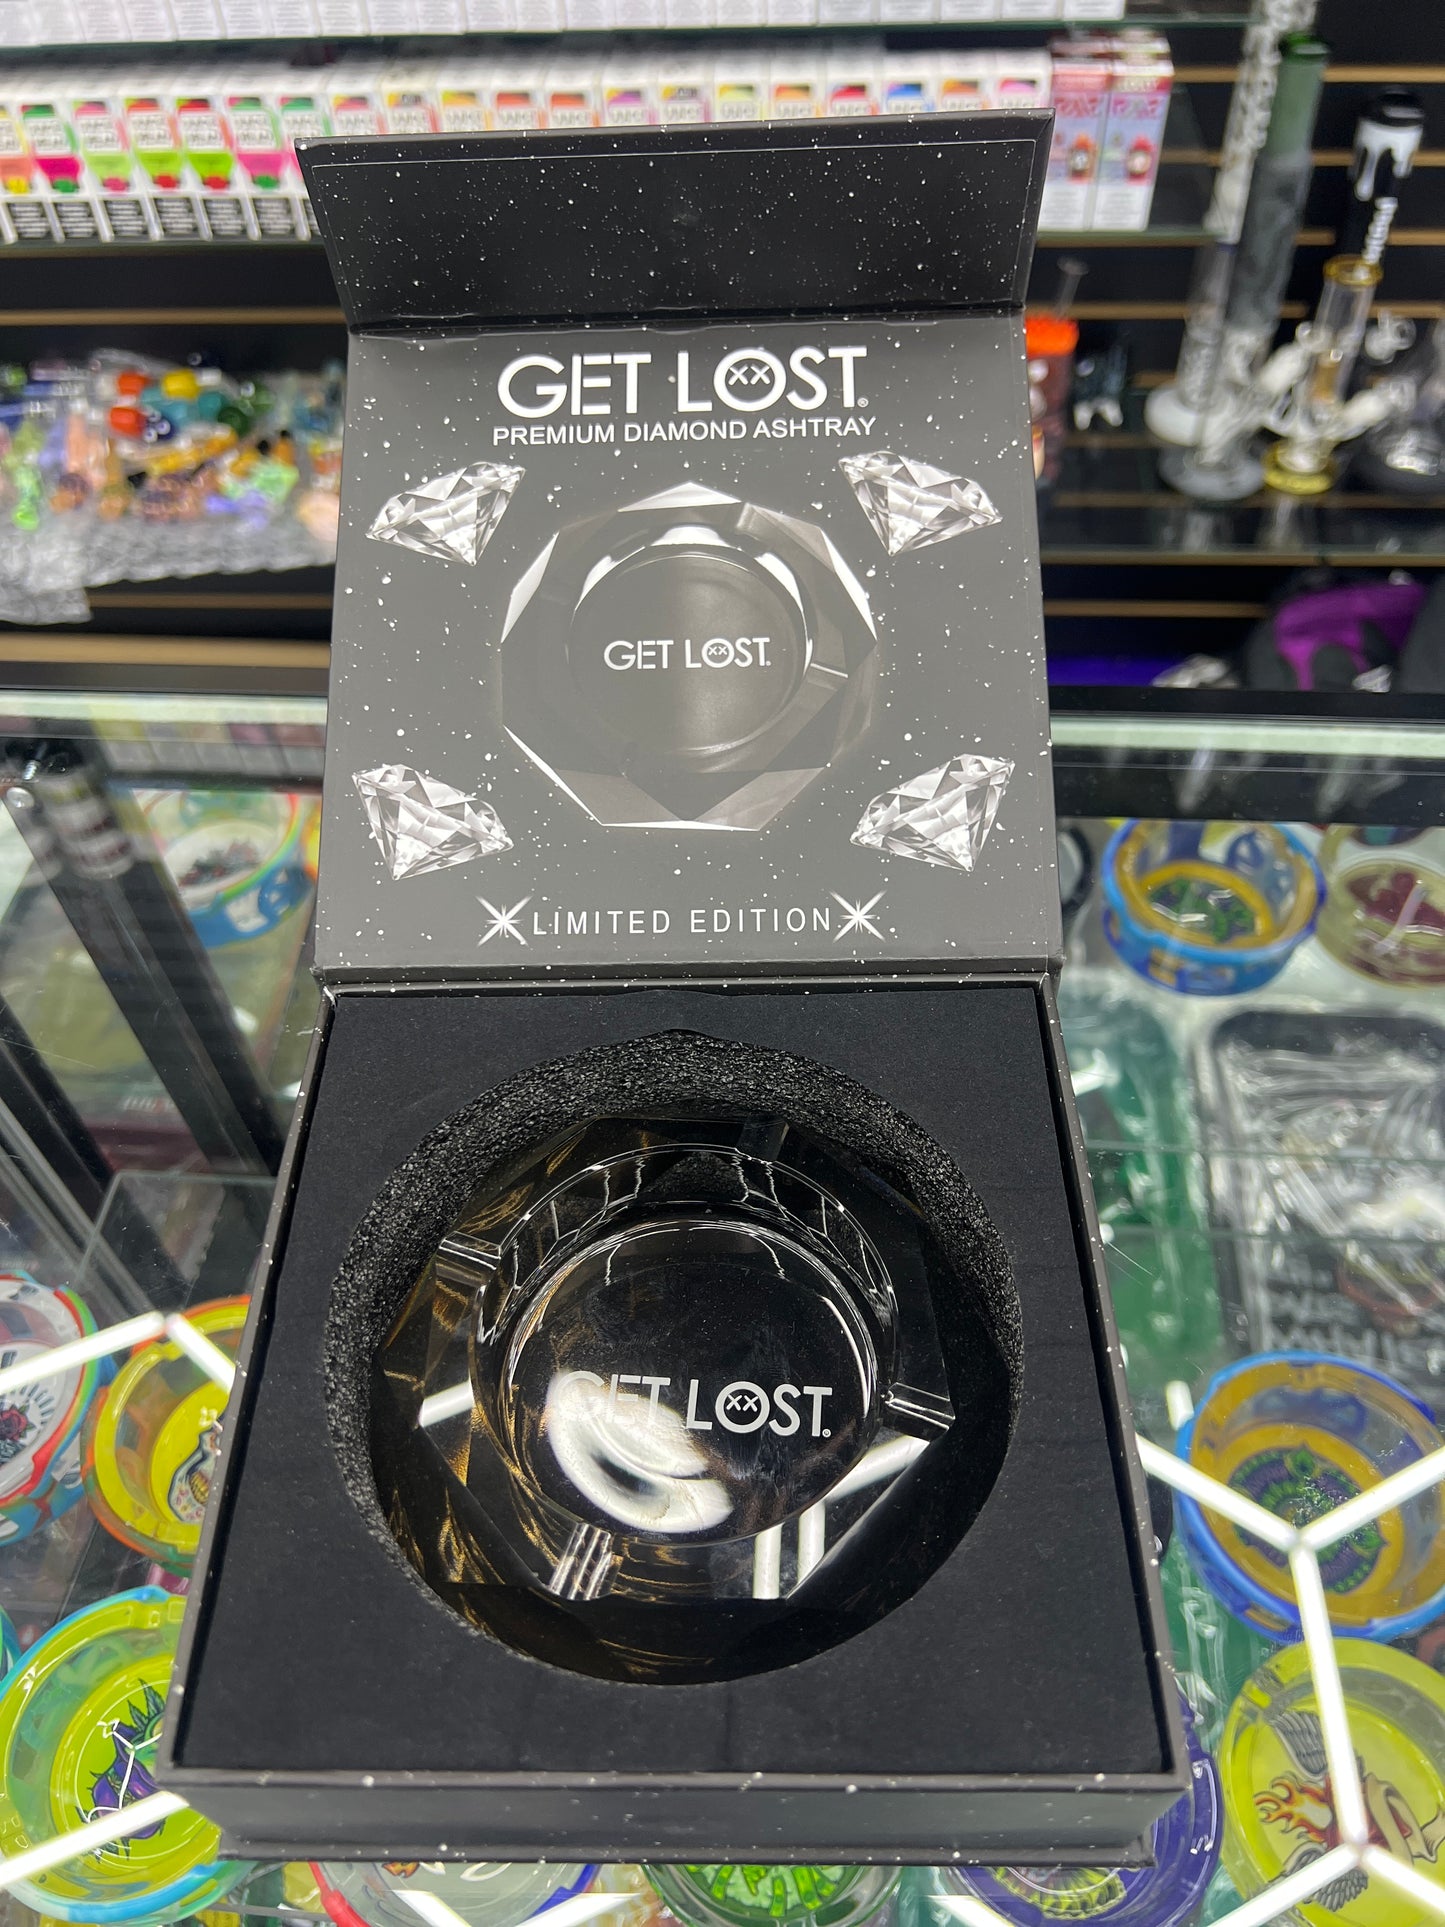 GET LOST®
PREMIUM DIAMOND ASHTRAY
GET LOST®
LIMITED EDITION
GET LOST®